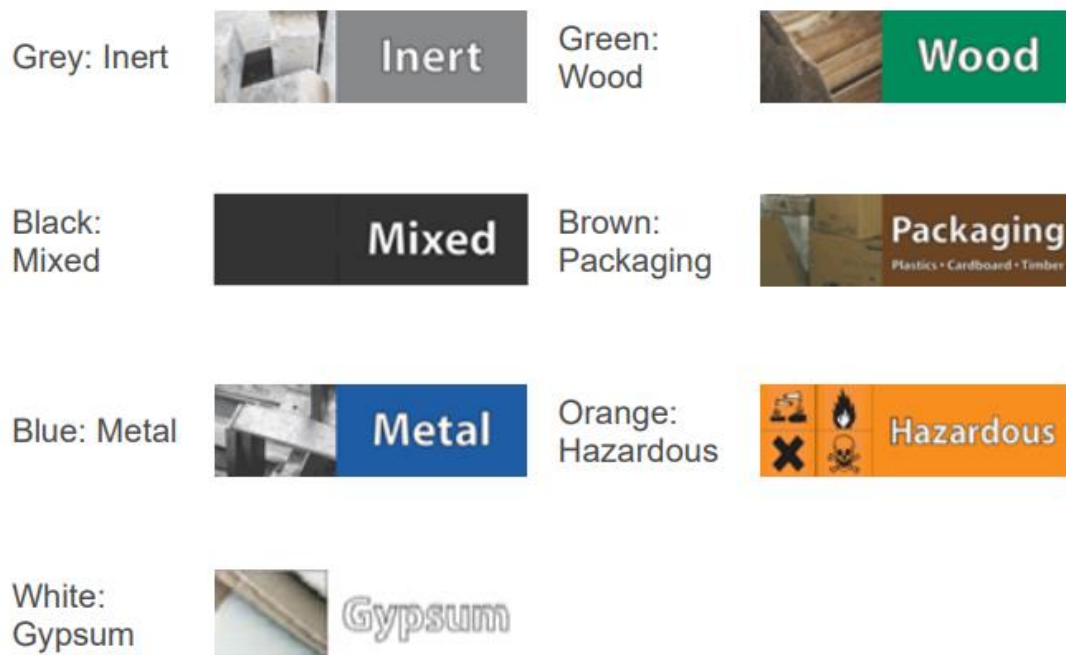 Grey: Inert
Inert
Green:
Wood
Wood
Black:
Mixed
Mixed
Brown:
Packaging
Packaging
Plastics • Cardboard • Timber
Blue: Metal
Metal
Orange:
Hazardous
Hazardous
White:
Gypsum
Gypsum